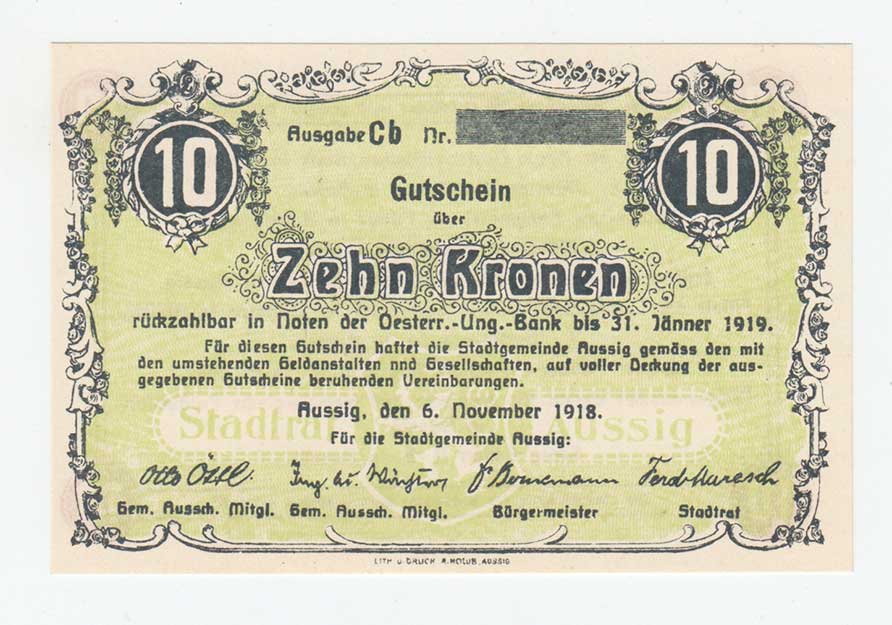 Ausgabe Cb Nr.
10
10
Gutschein
über
Zehn Kronen
rückzahlbar in Noten der Oesterr.-Ung.-Bank bis 31. Jänner 1919.
Für diesen Gutschein haftet die Stadtgemeinde Aussig gemäss den mit
den umstehenden Geldanstalten nnd Gesellschaften, auf voller Deckung der aus-
gegebenen Gutscheine beruhenden Vereinbarungen.
Stadtrat Aussig
Aussig, den 6. November 1918.
Für die Stadtgemeinde Aussig:
Otto Ferd. Maresch
Gem. Aussch. Mitgl. Gem. Aussch. Mitgl. Bürgermeister Stadtrat
LITH U. DRUCK A. HOLUB, AUSSIG